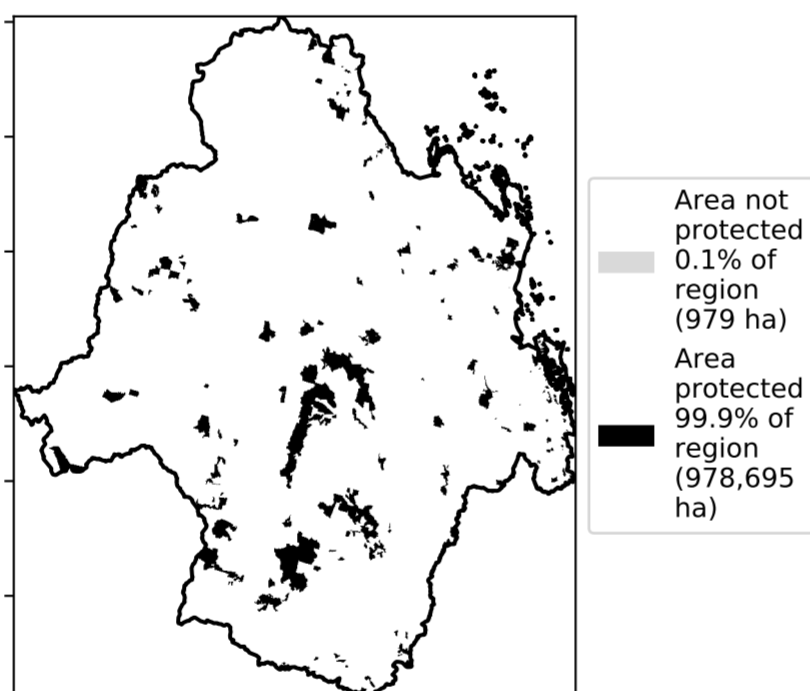 Area not
protected
0.1% of
region
(979 ha)
Area
protected
99.9% of
region
(978,695
ha)